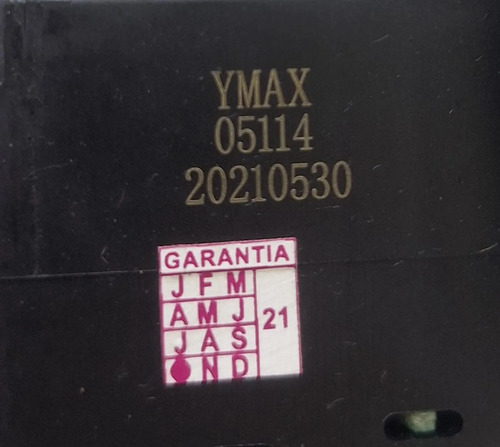 YMAX
05114
20210530
GARANTIA
J F M
A M J 21
J A S
N D